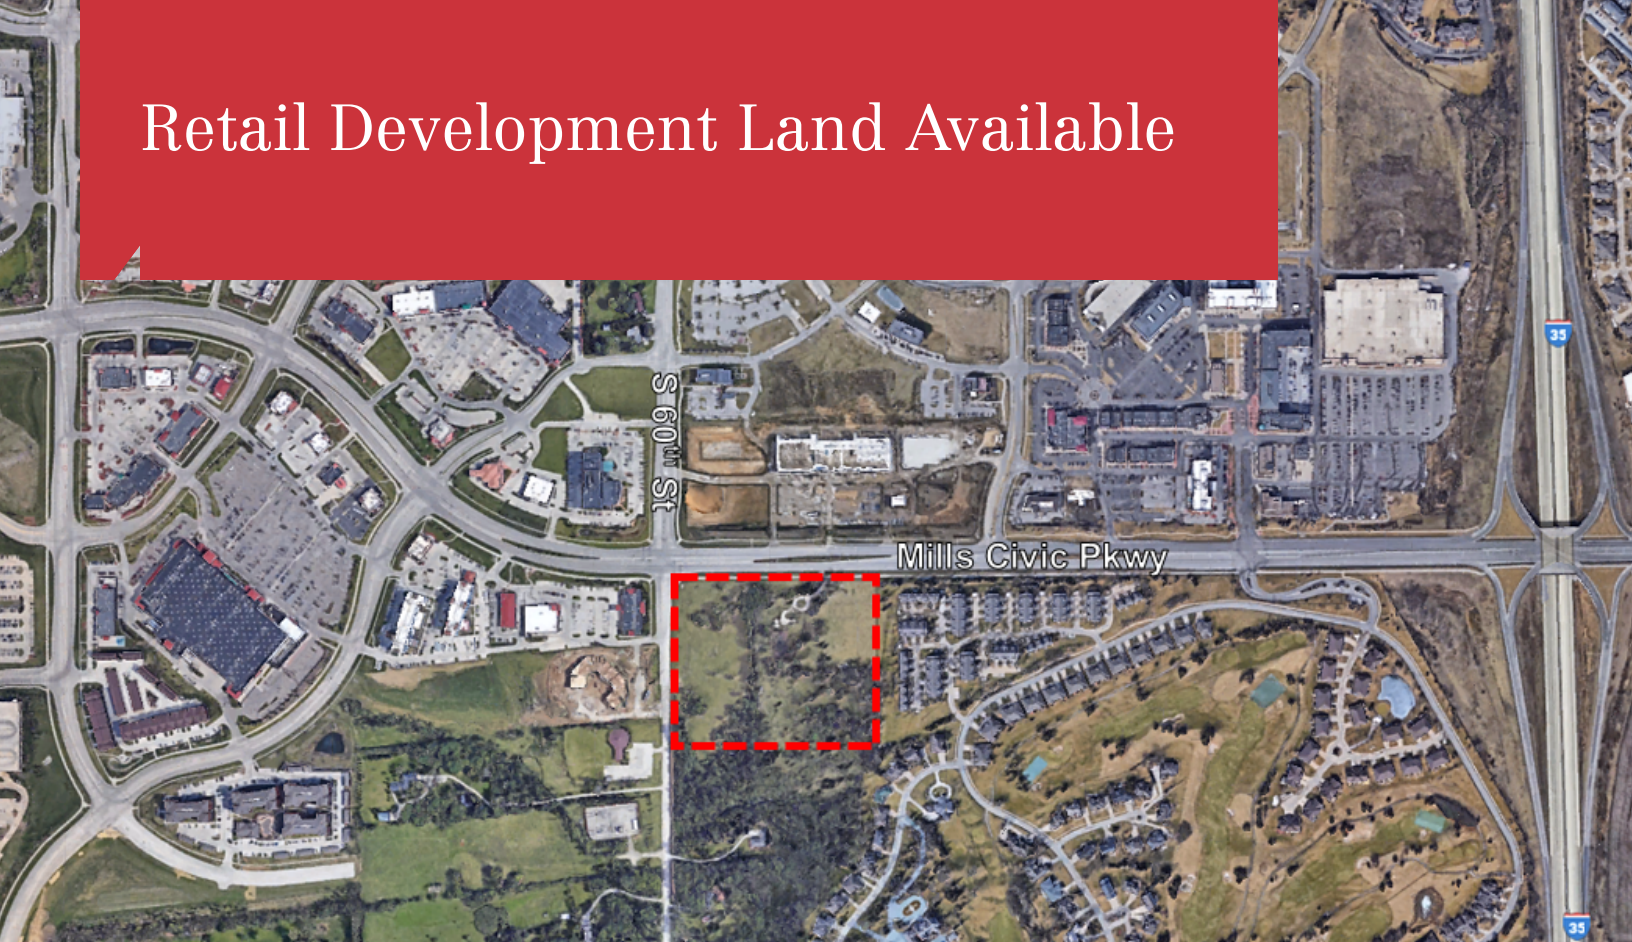 Retail Development Land Available
35
S 60th St
Mills Civic Pkwy
35